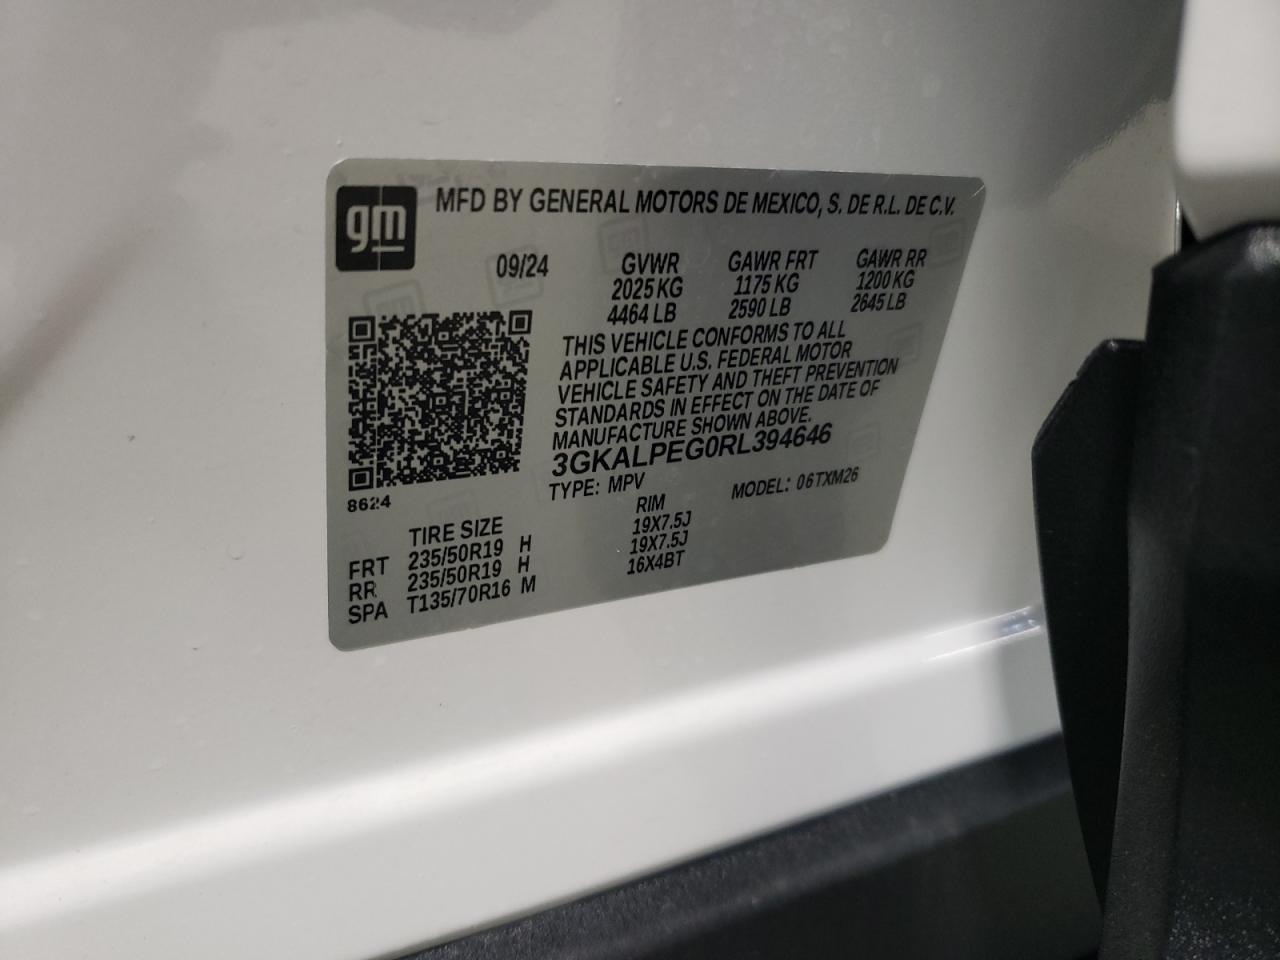 gm
MFD BY GENERAL MOTORS DE MEXICO, S. DE R.L. DE C.V.
09/24 GVWR GAWR FRT GAWR RR
2025 KG 1175 KG 1200 KG
4464 LB 2590 LB 2645 LB
THIS VEHICLE CONFORMS TO ALL
APPLICABLE U.S. FEDERAL MOTOR
VEHICLE SAFETY AND THEFT PREVENTION
STANDARDS IN EFFECT ON THE DATE OF
MANUFACTURE SHOWN ABOVE.
3GKALPEG0RL394646
8624
TYPE: MPV MODEL: 06TXM26
TIRE SIZE RIM
FRT 235/50R19 H 19X7.5J
RR 235/50R19 H 19X7.5J
SPA T135/70R16 M 16X4BT